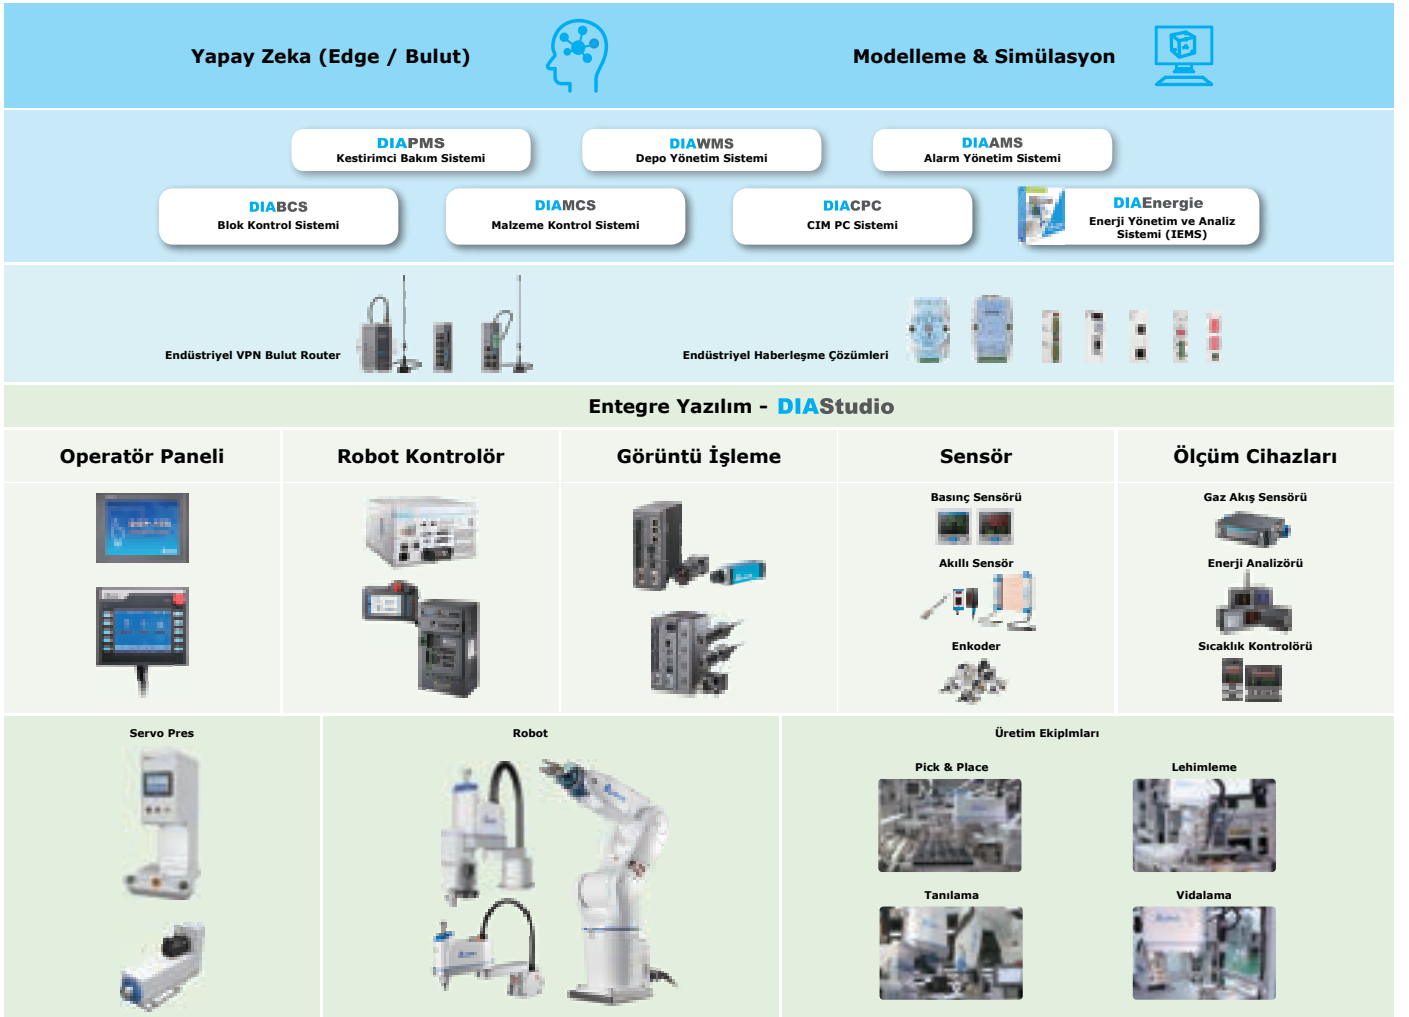 Yapay Zeka (Edge / Bulut)
Modelleme & Simülasyon
DIAPMS
Kestirimci Bakım Sistemi
DIAWMS
Depo Yönetim Sistemi
DIAAMS
Alarm Yönetim Sistemi
DIABCS
Blok Kontrol Sistemi
DIAMCS
Malzeme Kontrol Sistemi
DIACPC
CIM PC Sistemi
DIAEnergie
Enerji Yönetim ve Analiz
Sistemi (IEMS)
Endüstriyel VPN Bulut Router
Endüstriyel Haberleşme Çözümleri
Entegre Yazılım - DIAStudio
Operatör Paneli
Robot Kontrolör
Görüntü İşleme
Sensör
Ölçüm Cihazları
Basınç Sensörü
Akıllı Sensör
Enkoder
Gaz Akış Sensörü
Enerji Analizörü
Sıcaklık Kontrolörü
Servo Pres
Robot
Üretim Ekiplmları
Pick & Place
Lehimleme
Tanılama
Vidalama